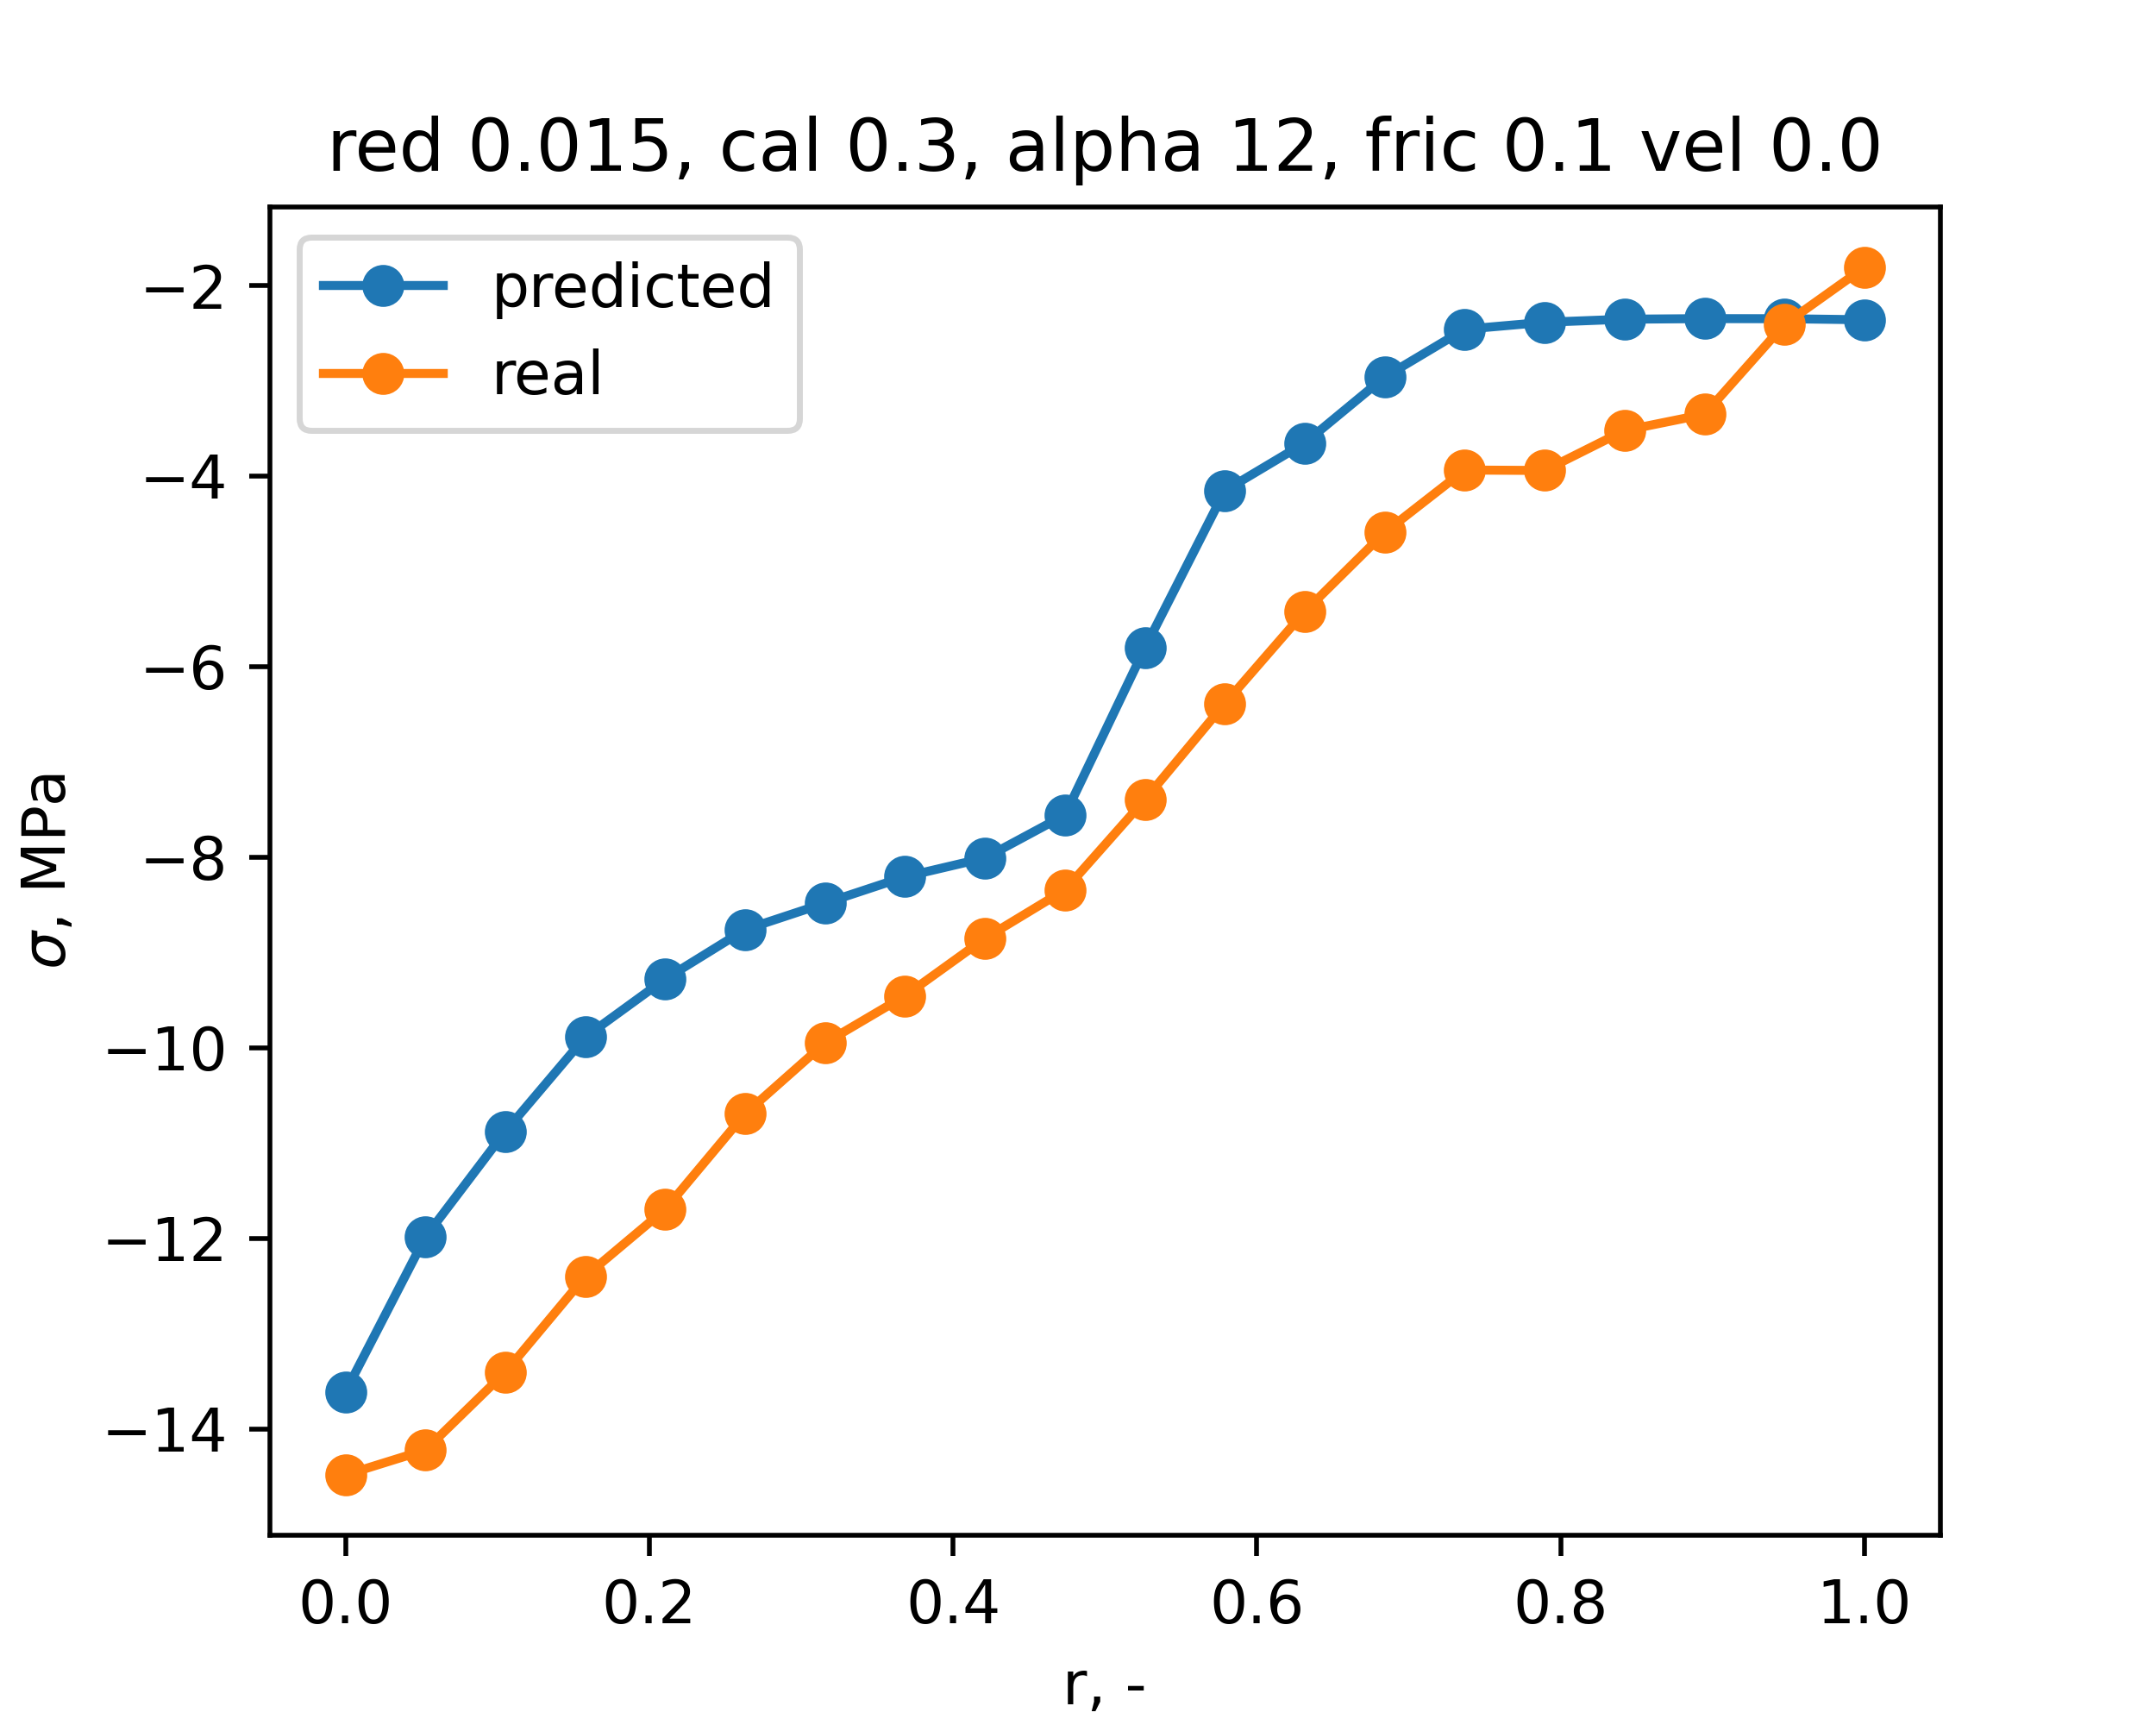 red 0.015, cal 0.3, alpha 12, fric 0.1 vel 0.0
predicted
real
−2
−4
−6
−8
−10
−12
−14
σ, MPa
0.0 0.2 0.4 0.6 0.8 1.0
r, -